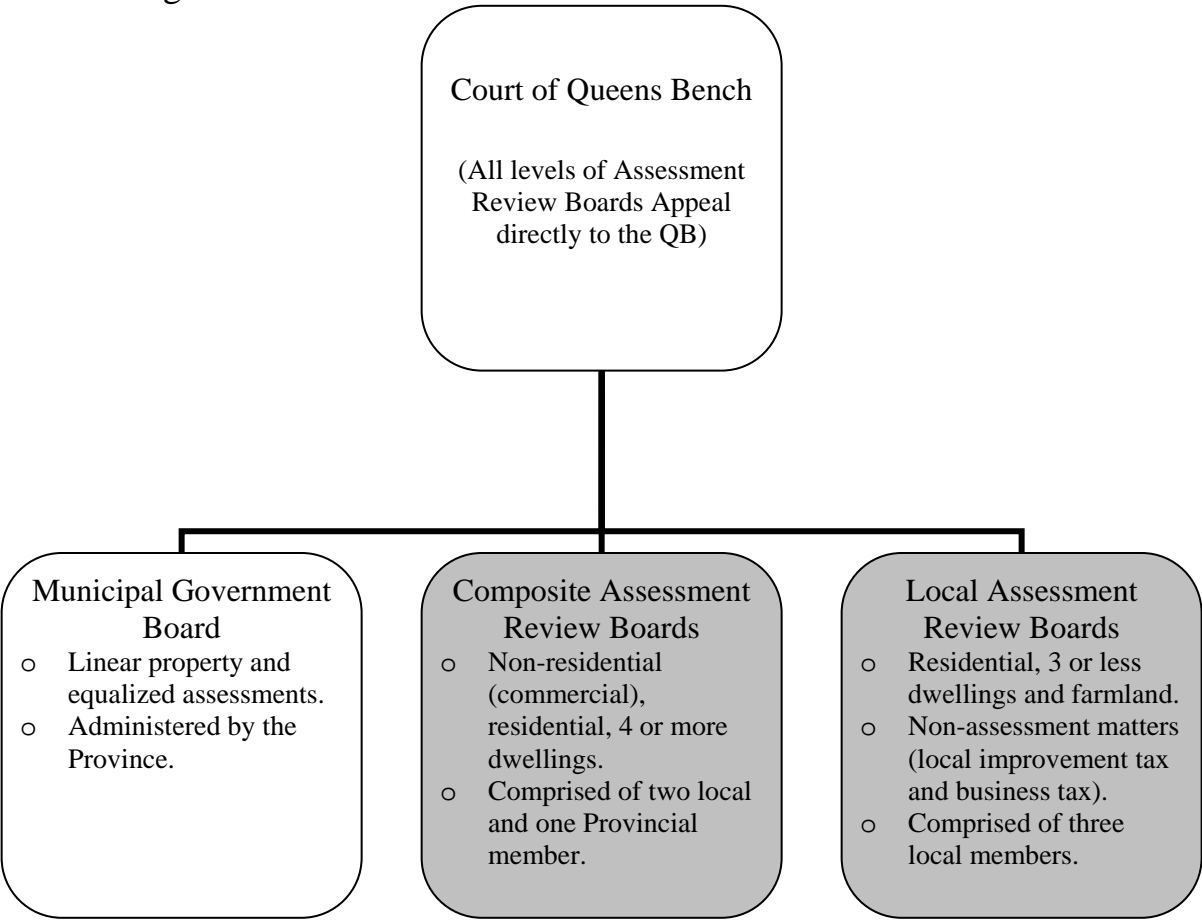 Court of Queens Bench
(All levels of Assessment
Review Boards Appeal
directly to the QB)
Municipal Government
Board
o Linear property and
equalized assessments.
o Administered by the
Province.
Composite Assessment
Review Boards
o Non-residential
(commercial),
residential, 4 or more
dwellings.
o Comprised of two local
and one Provincial
member.
Local Assessment
Review Boards
o Residential, 3 or less
dwellings and farmland.
o Non-assessment matters
(local improvement tax
and business tax).
o Comprised of three
local members.